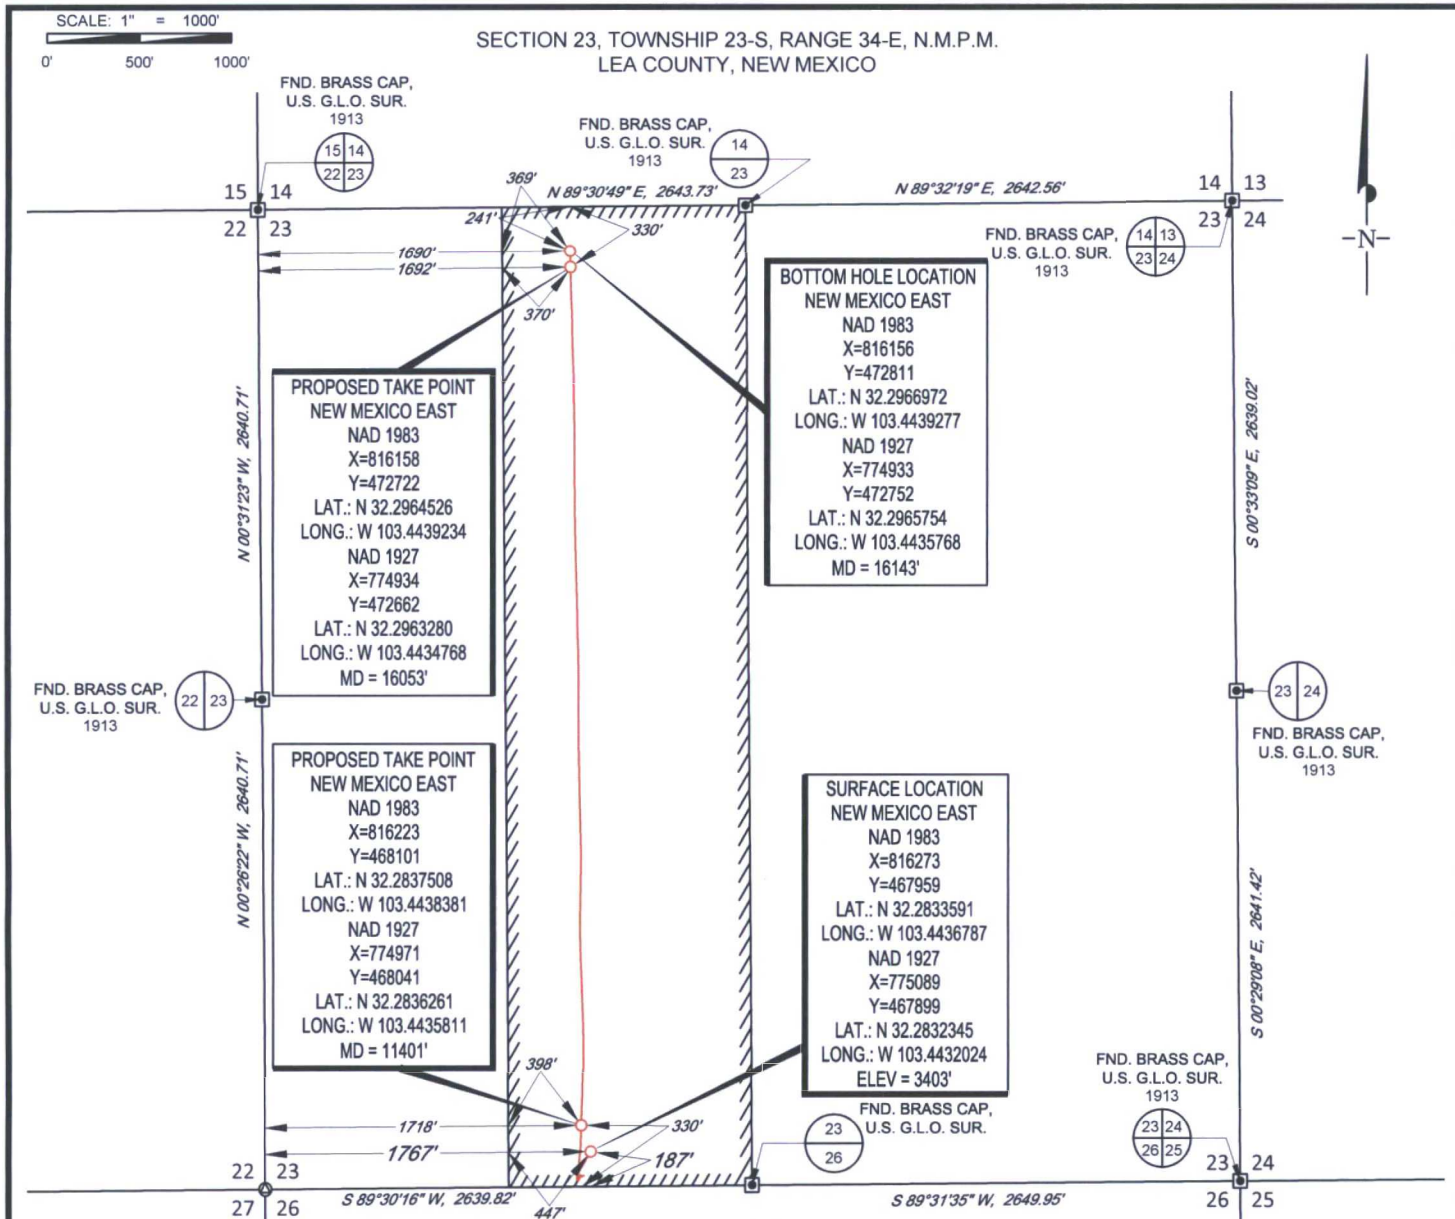 SCALE: 1" = 1000'
0' 500' 1000'
SECTION 23, TOWNSHIP 23-S, RANGE 34-E, N.M.P.M.
LEA COUNTY, NEW MEXICO
FND. BRASS CAP,
U.S. G.L.O. SUR.
1913
15 14
22 23
FND. BRASS CAP,
U.S. G.L.O. SUR.
1913
14
23
15 14
22 23
369'
N 89°30'49" E, 2643.73'
N 89°32'19" E, 2642.56'
14 13
23 24
241'
330'
FND. BRASS CAP,
U.S. G.L.O. SUR.
1913
14 13
23 24
-N-
1690'
1692'
370'
BOTTOM HOLE LOCATION
NEW MEXICO EAST
NAD 1983
X=816156
Y=472811
LAT.: N 32.2966972
LONG.: W 103.4439277
NAD 1927
X=774933
Y=472752
LAT.: N 32.2965754
LONG.: W 103.4435768
MD = 16143'
PROPOSED TAKE POINT
NEW MEXICO EAST
NAD 1983
X=816158
Y=472722
LAT.: N 32.2964526
LONG.: W 103.4439234
NAD 1927
X=774934
Y=472662
LAT.: N 32.2963280
LONG.: W 103.4434768
MD = 16053'
N 00°31'23" W, 2640.71'
S 00°33'09" E, 2639.02'
FND. BRASS CAP,
U.S. G.L.O. SUR.
1913
22 23
23 24
FND. BRASS CAP,
U.S. G.L.O. SUR.
1913
PROPOSED TAKE POINT
NEW MEXICO EAST
NAD 1983
X=816223
Y=468101
LAT.: N 32.2837508
LONG.: W 103.4438381
NAD 1927
X=774971
Y=468041
LAT.: N 32.2836261
LONG.: W 103.4435811
MD = 11401'
SURFACE LOCATION
NEW MEXICO EAST
NAD 1983
X=816273
Y=467959
LAT.: N 32.2833591
LONG.: W 103.4436787
NAD 1927
X=775089
Y=467899
LAT.: N 32.2832345
LONG.: W 103.4432024
ELEV = 3403'
N 00°26'22" W, 2640.71'
S 00°29'08" E, 2641.42'
398'
1718'
330'
1767'
187'
FND. BRASS CAP,
U.S. G.L.O. SUR.
23
26
FND. BRASS CAP,
U.S. G.L.O. SUR.
1913
23 24
26 25
22 23
27 26
S 89°30'16" W, 2639.82'
447'
S 89°31'35" W, 2649.95'
23 24
26 25